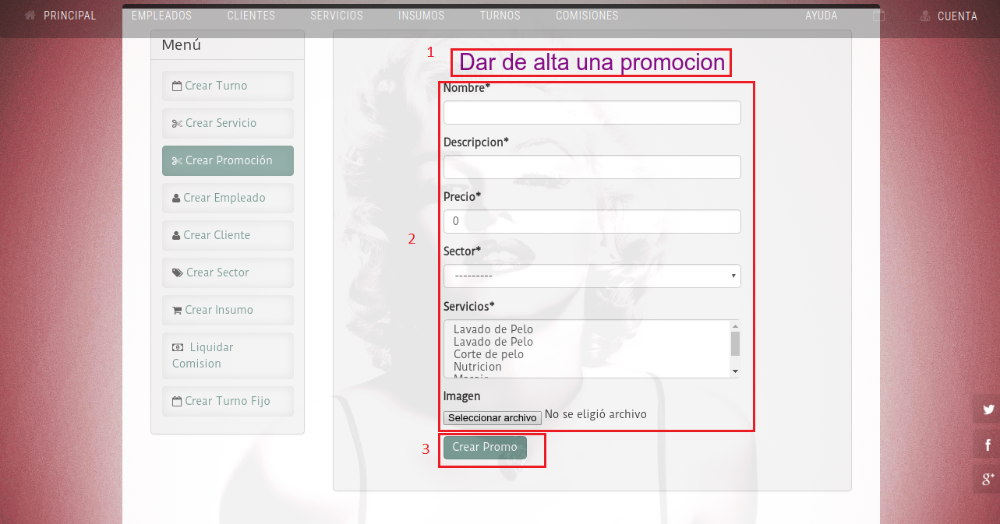 PRINCIPAL EMPLEADOS CLIENTES SERVICIOS INSUMOS TURNOS COMISIONES AYUDA CUENTA
Menú
Crear Turno
Crear Servicio
Crear Promoción
Crear Empleado
Crear Cliente
Crear Sector
Crear Insumo
Liquidar
Comision
Crear Turno Fijo
1
Dar de alta una promocion
2
Nombre*
Descripcion*
Precio*
0
Sector*
---------
Servicios*
Lavado de Pelo
Lavado de Pelo
Corte de pelo
Nutricion
Imagen
Seleccionar archivo No se eligió archivo
3
Crear Promo